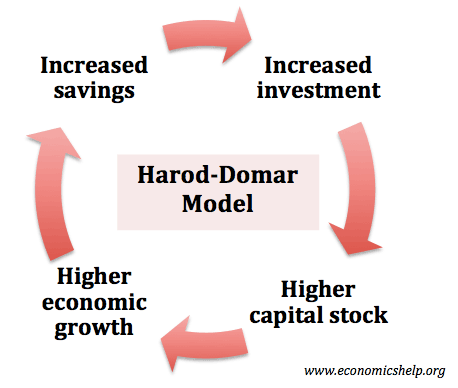 Increased
savings
Increased
investment
Harod-Domar
Model
Higher
economic
growth
Higher
capital stock
www.economicshelp.org